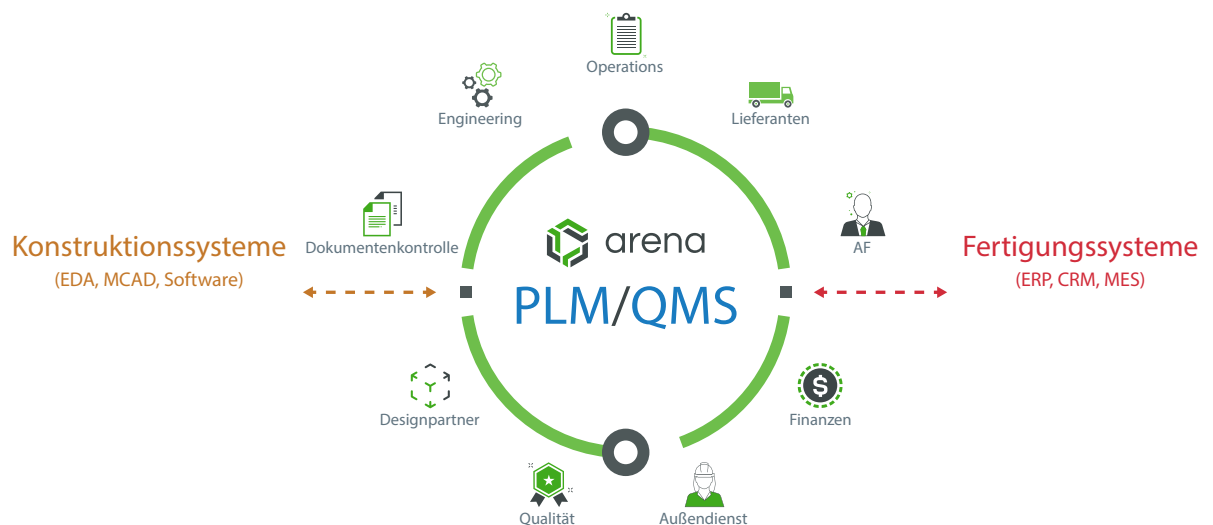 Operations
Engineering
Lieferanten
Dokumentenkontrolle
AF
Konstruktionssysteme
(EDA, MCAD, Software)
arena
PLM/QMS
Fertigungssysteme
(ERP, CRM, MES)
Designpartner
Finanzen
Qualität
Außendienst